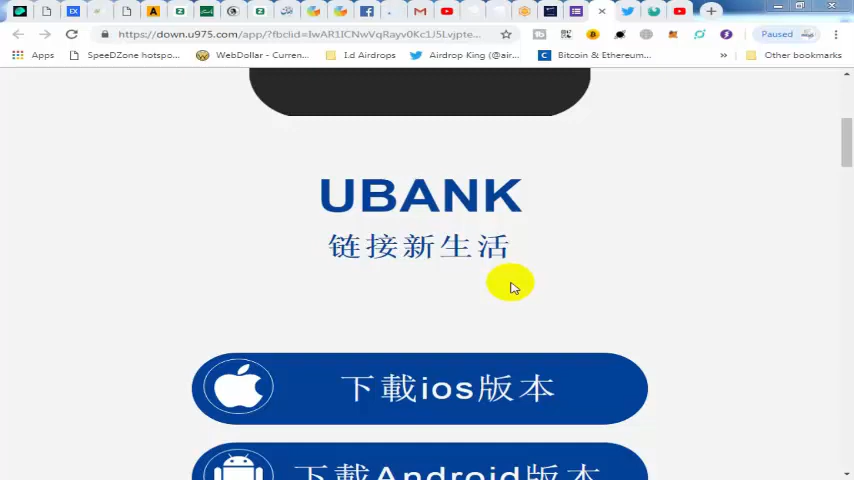 https://down.u975.com/app/?fbclid=IwAR1ICNwVqRayv0Kc1J5Lvjpte...
Paused
Apps
SpeeDZone hotspo...
WebDollar - Curren...
I.d Airdrops
Airdrop King (@air...
Bitcoin & Ethereum...
»
Other bookmarks
UBANK
链接新生活
下載ios版本
下載Android版本